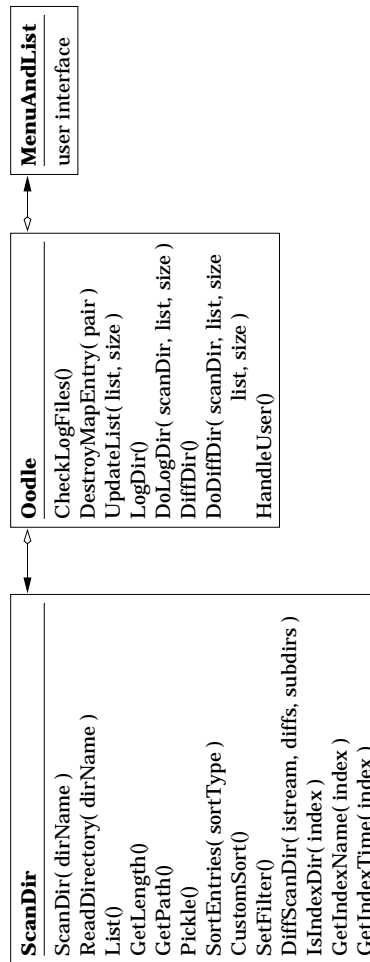 ScanDir
ScanDir( dirName )
ReadDirectory( dirName )
List()
GetLength()
GetPath()
Pickle()
SortEntries( sortType )
CustomSort()
SetFilter()
DiffScanDir( istream, diffs, subdirs )
IsIndexDir( index )
GetIndexName( index )
GetIndexTime( index )
Oodle
CheckLogFiles()
DestroyMapEntry( pair )
UpdateList( list, size )
LogDir()
DoLogDir( scanDir, list, size )
DiffDir()
DoDiffDir( scanDir, list, size
list, size )
HandleUser()
MenuAndList
user interface